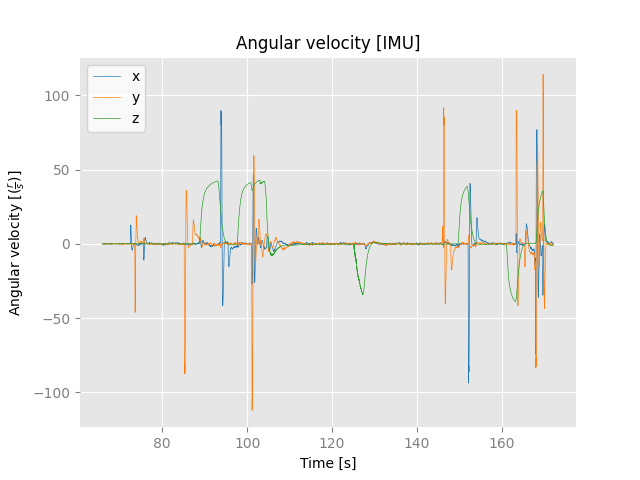 Angular velocity [IMU]
x
y
z
100
50
0
−50
−100
Angular velocity [(r/s)]
80
100
120
140
160
Time [s]